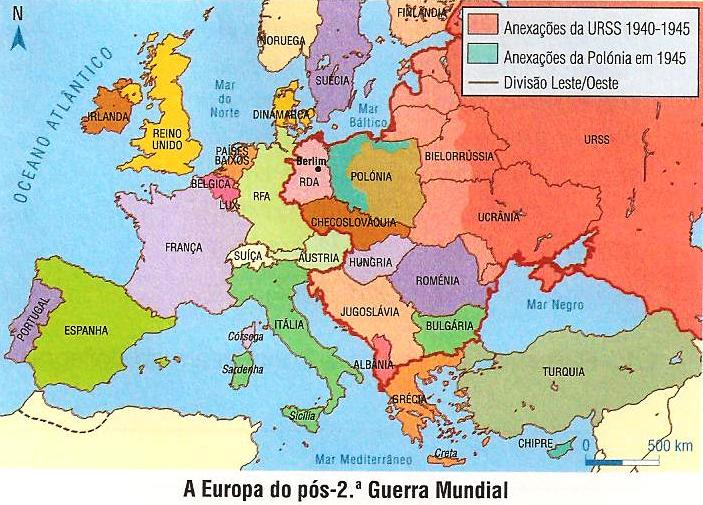 N
Anexações da URSS 1940-1945
Anexações da Polónia em 1945
Divisão Leste/Oeste
FINLÂNDIA
NORUEGA
SUÉCIA
OCEANO ATLÂNTICO
Mar
do
Norte
Mar
Báltico
DINAMARCA
IRLANDA
REINO
UNIDO
URSS
PAÍSES
BAIXOS
Berlim
BIELORRÚSSIA
POLÓNIA
RDA
BÉLGICA
RFA
LUX.
UCRÂNIA
CHECOSLOVÁQUIA
FRANÇA
SUÍÇA
ÁUSTRIA
HUNGRIA
ROMÉNIA
Mar Negro
JUGOSLÁVIA
PORTUGAL
ESPANHA
ITÁLIA
BULGÁRIA
Córsega
Sardenha
ALBÂNIA
TURQUIA
GRÉCIA
Sicília
CHIPRE
0 500 km
Creta
Mar Mediterrâneo
A Europa do pós-2.ª Guerra Mundial